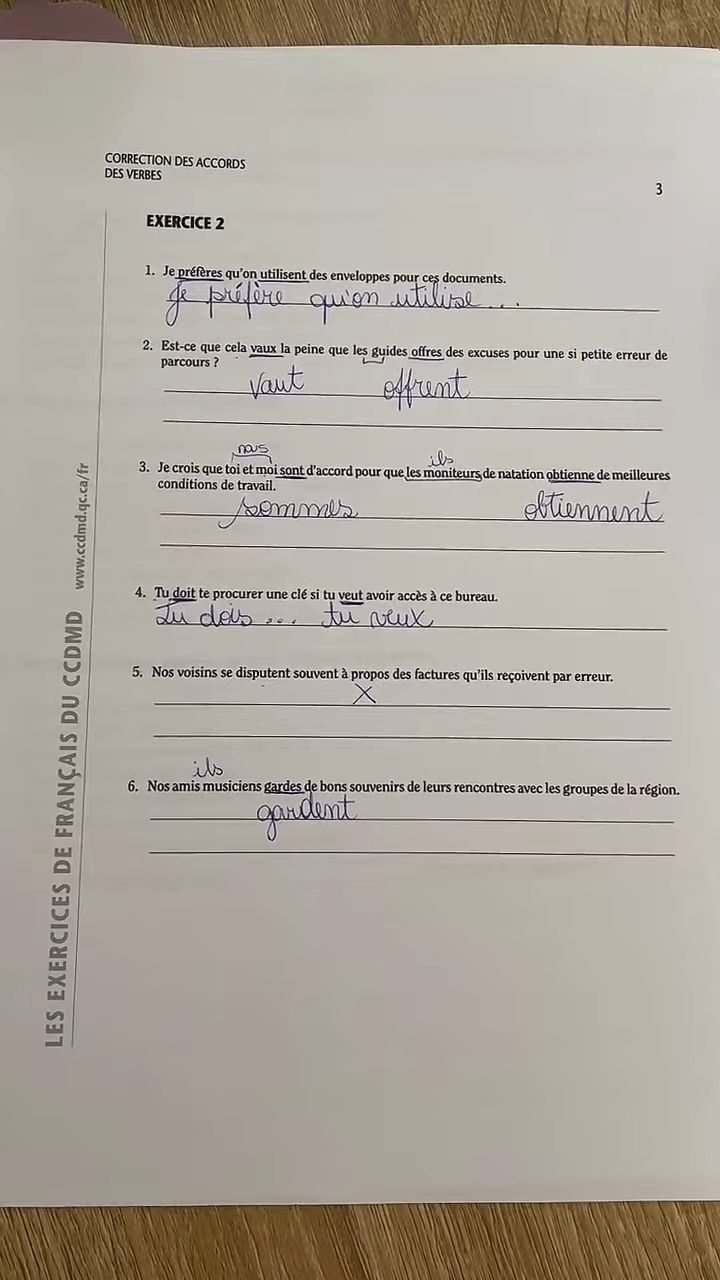 CORRECTION DES ACCORDS
DES VERBES
3
EXERCICE 2
1. Je préfères qu'on utilisent des enveloppes pour ces documents.
Je préfère qu'on utilise...
2. Est-ce que cela vaux la peine que les guides offres des excuses pour une si petite erreur de
parcours ?
vaut offrent
nous ils
3. Je crois que toi et moi sont d'accord pour que les moniteurs de natation obtienne de meilleures
conditions de travail.
sommes obtiennent
4. Tu doit te procurer une clé si tu veut avoir accès à ce bureau.
Tu dois ... tu veux
5. Nos voisins se disputent souvent à propos des factures qu'ils reçoivent par erreur.
X
ils
6. Nos amis musiciens gardes de bons souvenirs de leurs rencontres avec les groupes de la région.
gardent
LES EXERCICES DE FRANÇAIS DU CCDMD www.ccdmd.qc.ca/fr